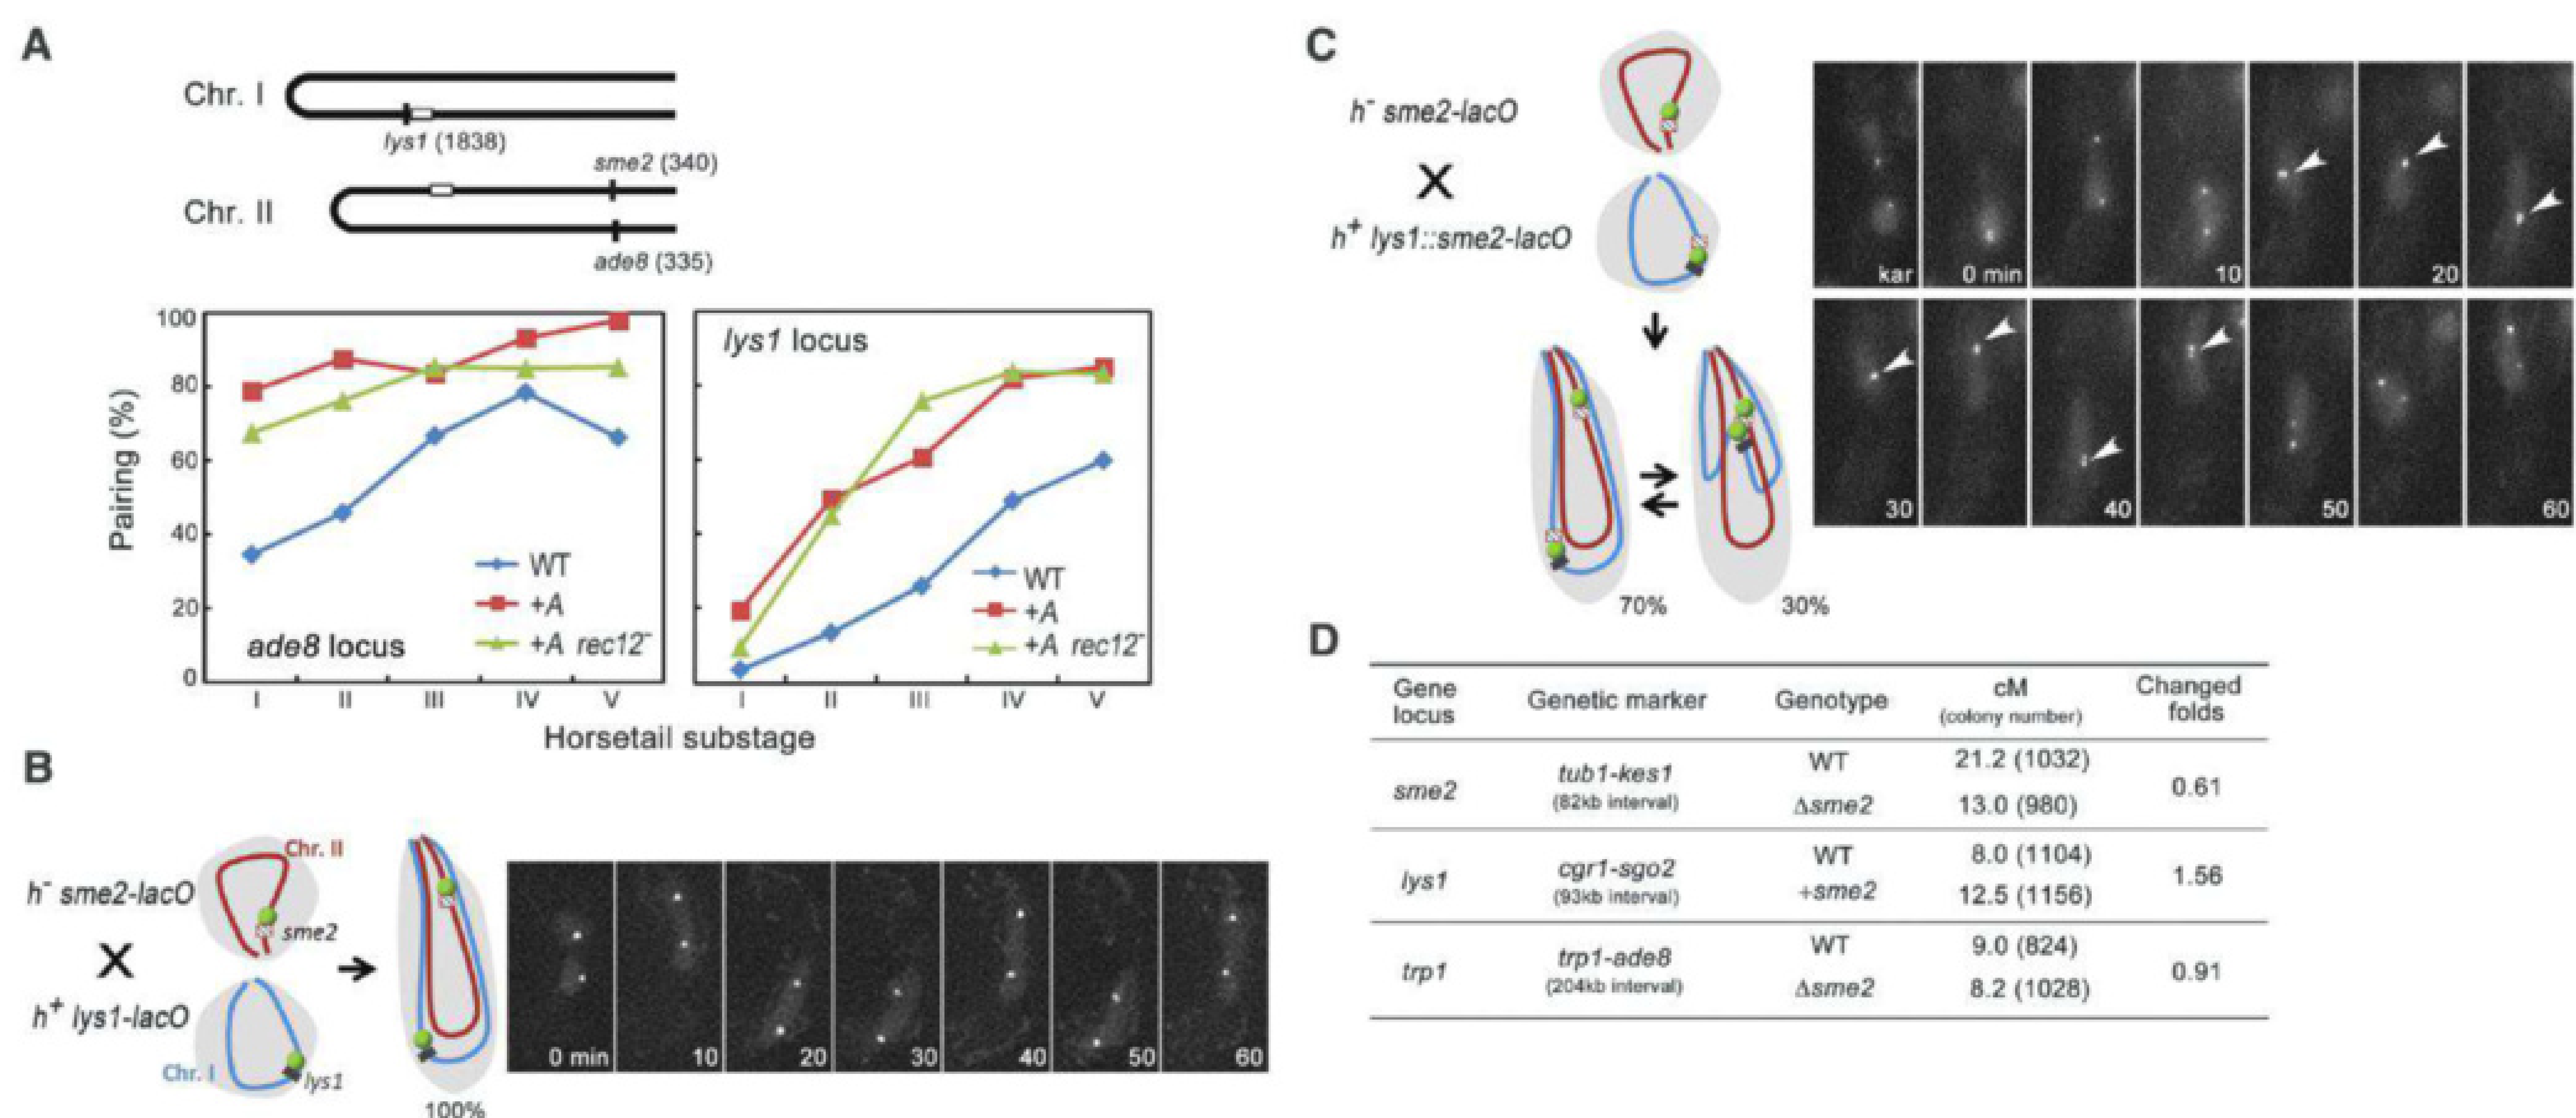 A
Chr. I
lys1 (1838)
sme2 (340)
Chr. II
ade8 (335)
Pairing (%)
100
80
60
40
20
0
WT
+A
+A rec12⁻
ade8 locus
I II III IV V
lys1 locus
WT
+A
+A rec12⁻
I II III IV V
Horsetail substage
B
Chr. II
h⁻ sme2-lacO
sme2
X
h⁺ lys1-lacO
Chr. I
lys1
100%
0 min 10 20 30 40 50 60
C
h⁻ sme2-lacO
X
h⁺ lys1::sme2-lacO
70% 30%
kar 0 min 10 20
30 40 50 60
D
Gene locus Genetic marker Genotype cM (colony number) Changed folds
sme2 tub1-kes1 (82kb interval) WT 21.2 (1032) 0.61
Δsme2 13.0 (980)
lys1 cgr1-sgo2 (93kb interval) WT 8.0 (1104) 1.56
+sme2 12.5 (1156)
trp1 trp1-ade8 (204kb interval) WT 9.0 (824) 0.91
Δsme2 8.2 (1028)